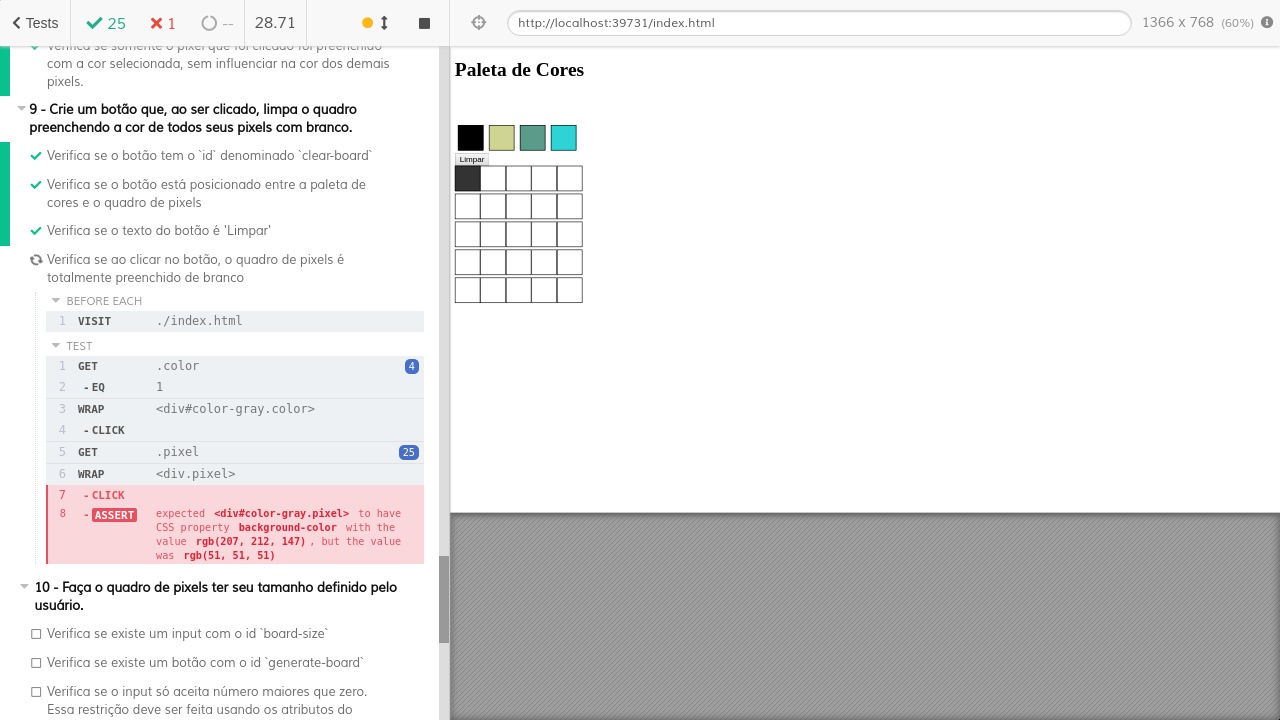 Tests
25
1
--
28.71
http://localhost:39731/index.html
1366 x 768 (60%)
Verifica se somente o pixel que foi clicado foi preenchido
com a cor selecionada, sem influenciar na cor dos demais
pixels.
9 - Crie um botão que, ao ser clicado, limpa o quadro
preenchendo a cor de todos seus pixels com branco.
Verifica se o botão tem o `id` denominado `clear-board`
Verifica se o botão está posicionado entre a paleta de
cores e o quadro de pixels
Verifica se o texto do botão é 'Limpar'
Verifica se ao clicar no botão, o quadro de pixels é
totalmente preenchido de branco
BEFORE EACH
1 VISIT ./index.html
TEST
1 GET .color 4
2 - EQ 1
3 WRAP <div#color-gray.color>
4 - CLICK
5 GET .pixel 25
6 WRAP <div.pixel>
7 - CLICK
8 - ASSERT expected <div#color-gray.pixel> to have
CSS property background-color with the
value rgb(207, 212, 147) , but the value
was rgb(51, 51, 51)
10 - Faça o quadro de pixels ter seu tamanho definido pelo
usuário.
Verifica se existe um input com o id `board-size`
Verifica se existe um botão com o id `generate-board`
Verifica se o input só aceita número maiores que zero.
Essa restrição deve ser feita usando os atributos do
Paleta de Cores
Limpar